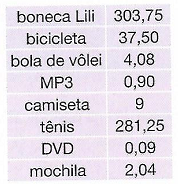 boneca Lili 303,75
bicicleta 37,50
bola de vôlei 4,08
MP3 0,90
camiseta 9
tênis 281,25
DVD 0,09
mochila 2,04